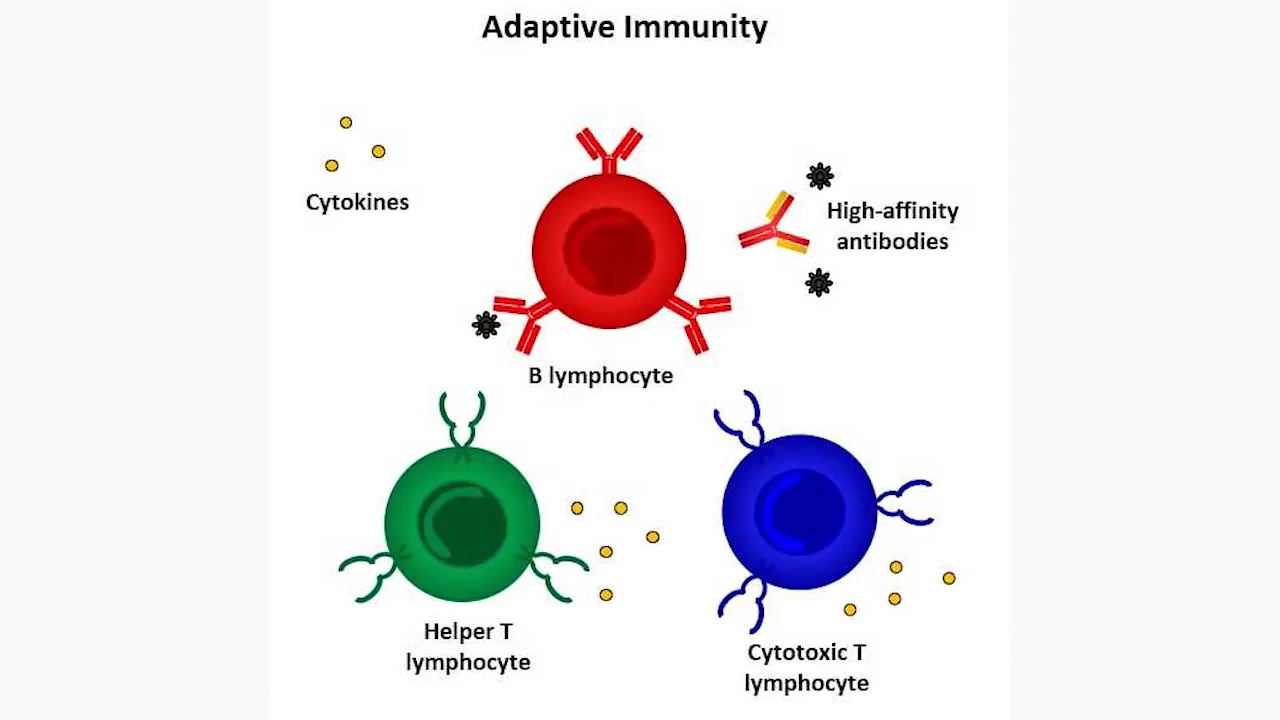 Adaptive Immunity
Cytokines
High-affinity
antibodies
B lymphocyte
Helper T
lymphocyte
Cytotoxic T
lymphocyte